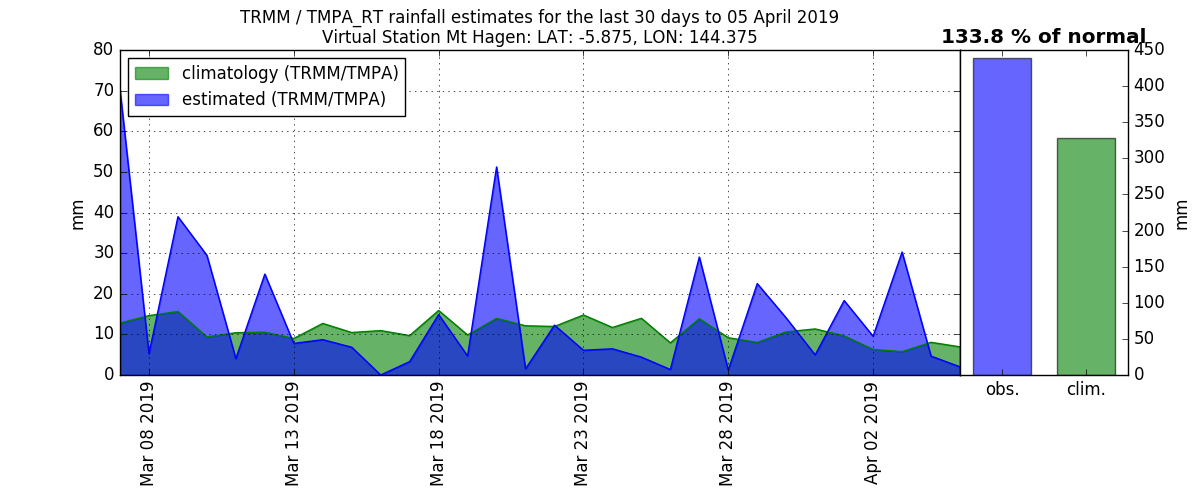 TRMM / TMPA_RT rainfall estimates for the last 30 days to 05 April 2019
Virtual Station Mt Hagen: LAT: -5.875, LON: 144.375
133.8 % of normal
climatology (TRMM/TMPA)
estimated (TRMM/TMPA)
80
70
60
50
40
30
20
10
0
mm
Mar 08 2019
Mar 13 2019
Mar 18 2019
Mar 23 2019
Mar 28 2019
Apr 02 2019
450
400
350
300
250
200
150
100
50
0
mm
obs.
clim.